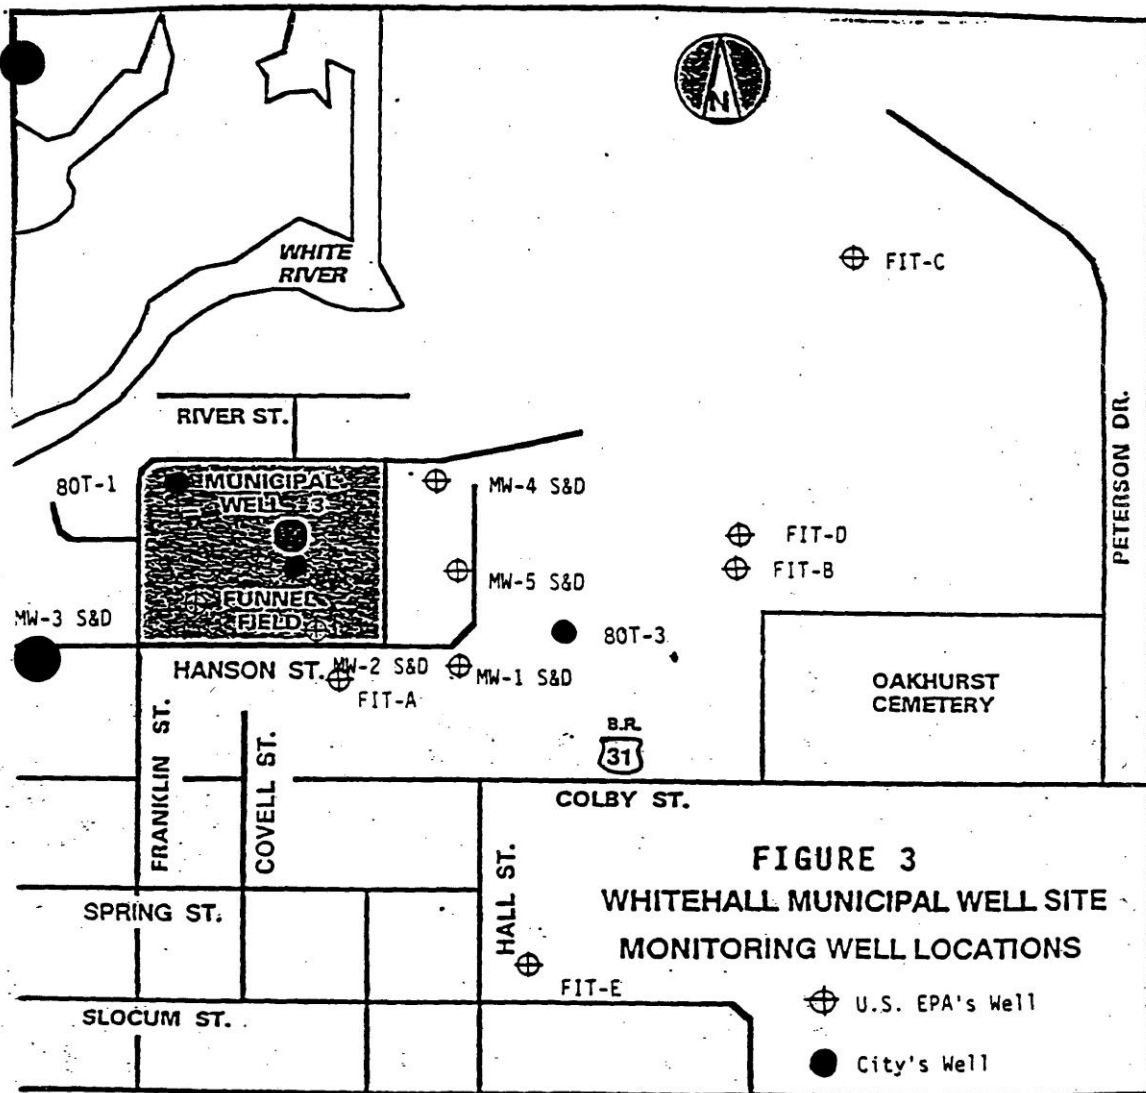 N
WHITE
RIVER
FIT-C
RIVER ST.
PETERSON DR.
80T-1
MUNICIPAL
WELL 3
MW-4 S&D
FIT-D
MW-5 S&D
FIT-B
FUNNEL
FIELD
MW-3 S&D
80T-3
HANSON ST.
MW-2 S&D
MW-1 S&D
FIT-A
OAKHURST
CEMETERY
B.R.
31
FRANKLIN ST.
COVELL ST.
COLBY ST.
HALL ST.
FIGURE 3
WHITEHALL MUNICIPAL WELL SITE
MONITORING WELL LOCATIONS
SPRING ST.
FIT-E
U.S. EPA's Well
SLOCUM ST.
City's Well